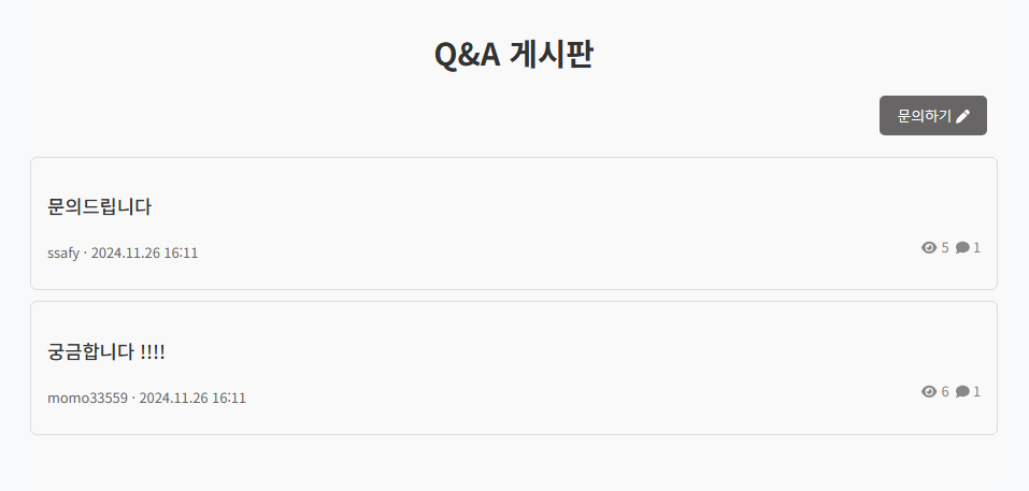 Q&A 게시판
문의하기
문의드립니다
ssafy · 2024.11.26 16:11
5 1
궁금합니다 !!!!
momo33559 · 2024.11.26 16:11
6 1